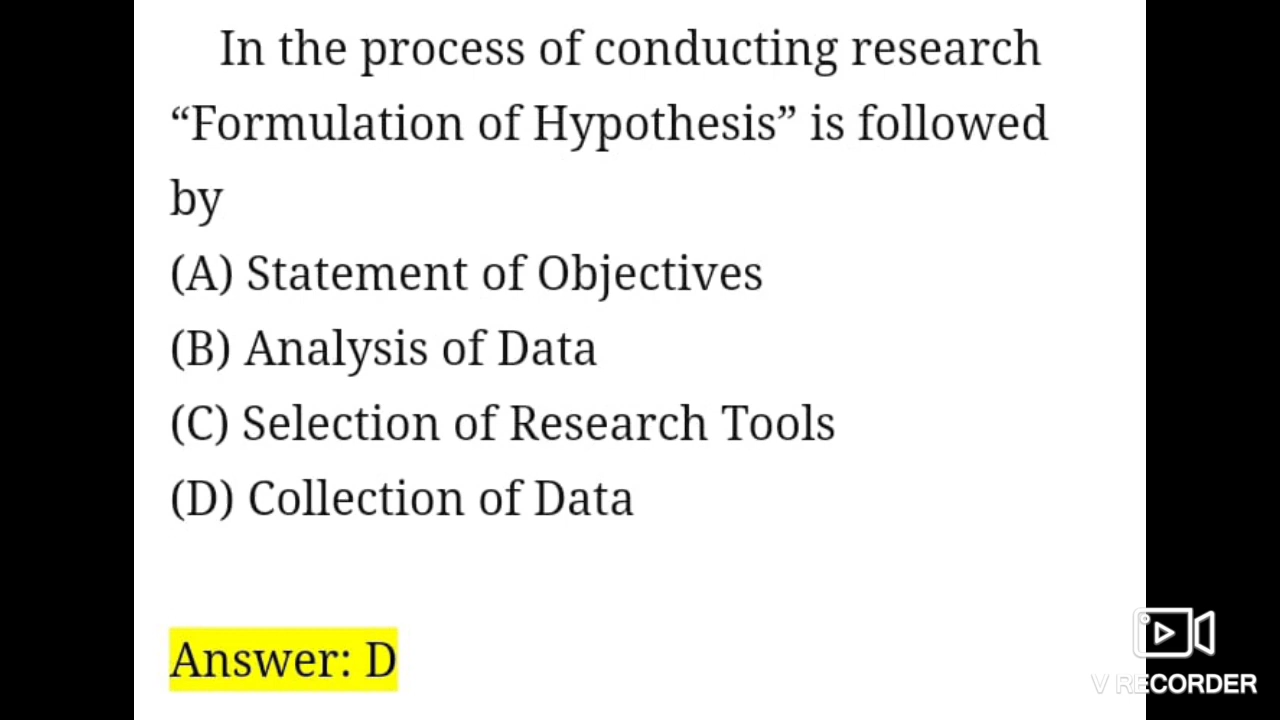 In the process of conducting research
“Formulation of Hypothesis” is followed
by
(A) Statement of Objectives
(B) Analysis of Data
(C) Selection of Research Tools
(D) Collection of Data
Answer: D
V RECORDER